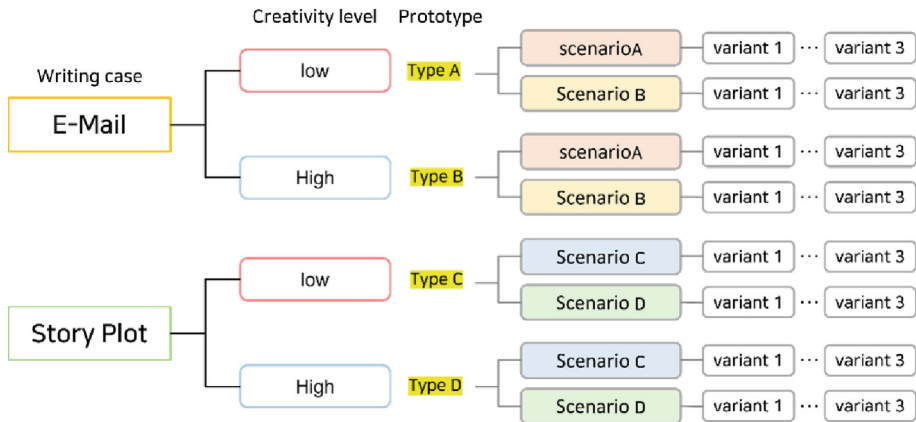 Creativity level Prototype
Writing case
E-Mail
low Type A
scenarioA variant 1 ··· variant 3
Scenario B variant 1 ··· variant 3
High Type B
scenarioA variant 1 ··· variant 3
Scenario B variant 1 ··· variant 3
Story Plot
low Type C
Scenario C variant 1 ··· variant 3
Scenario D variant 1 ··· variant 3
High Type D
Scenario C variant 1 ··· variant 3
Scenario D variant 1 ··· variant 3